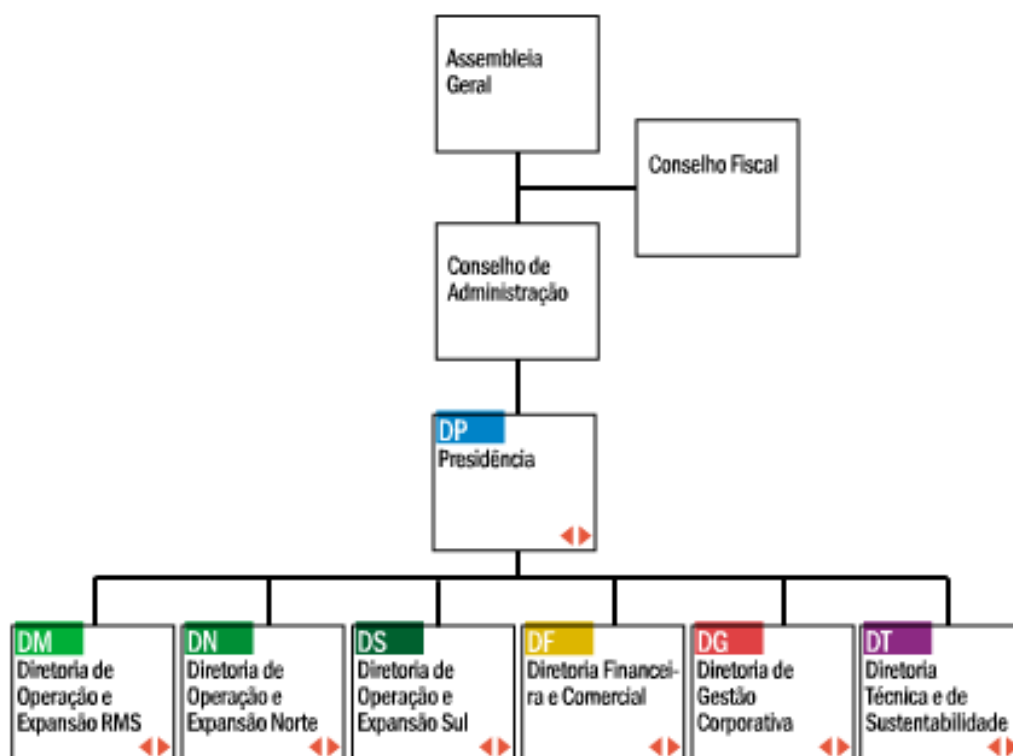 Assembleia
Geral
Conselho Fiscal
Conselho de
Administração
DP
Presidência
DM
Diretoria de
Operação e
Expansão RMS
DN
Diretoria de
Operação e
Expansão Norte
DS
Diretoria de
Operação e
Expansão Sul
DF
Diretoria Financei-
ra e Comercial
DG
Diretoria de
Gestão
Corporativa
DT
Diretoria
Técnica e de
Sustentabilidade